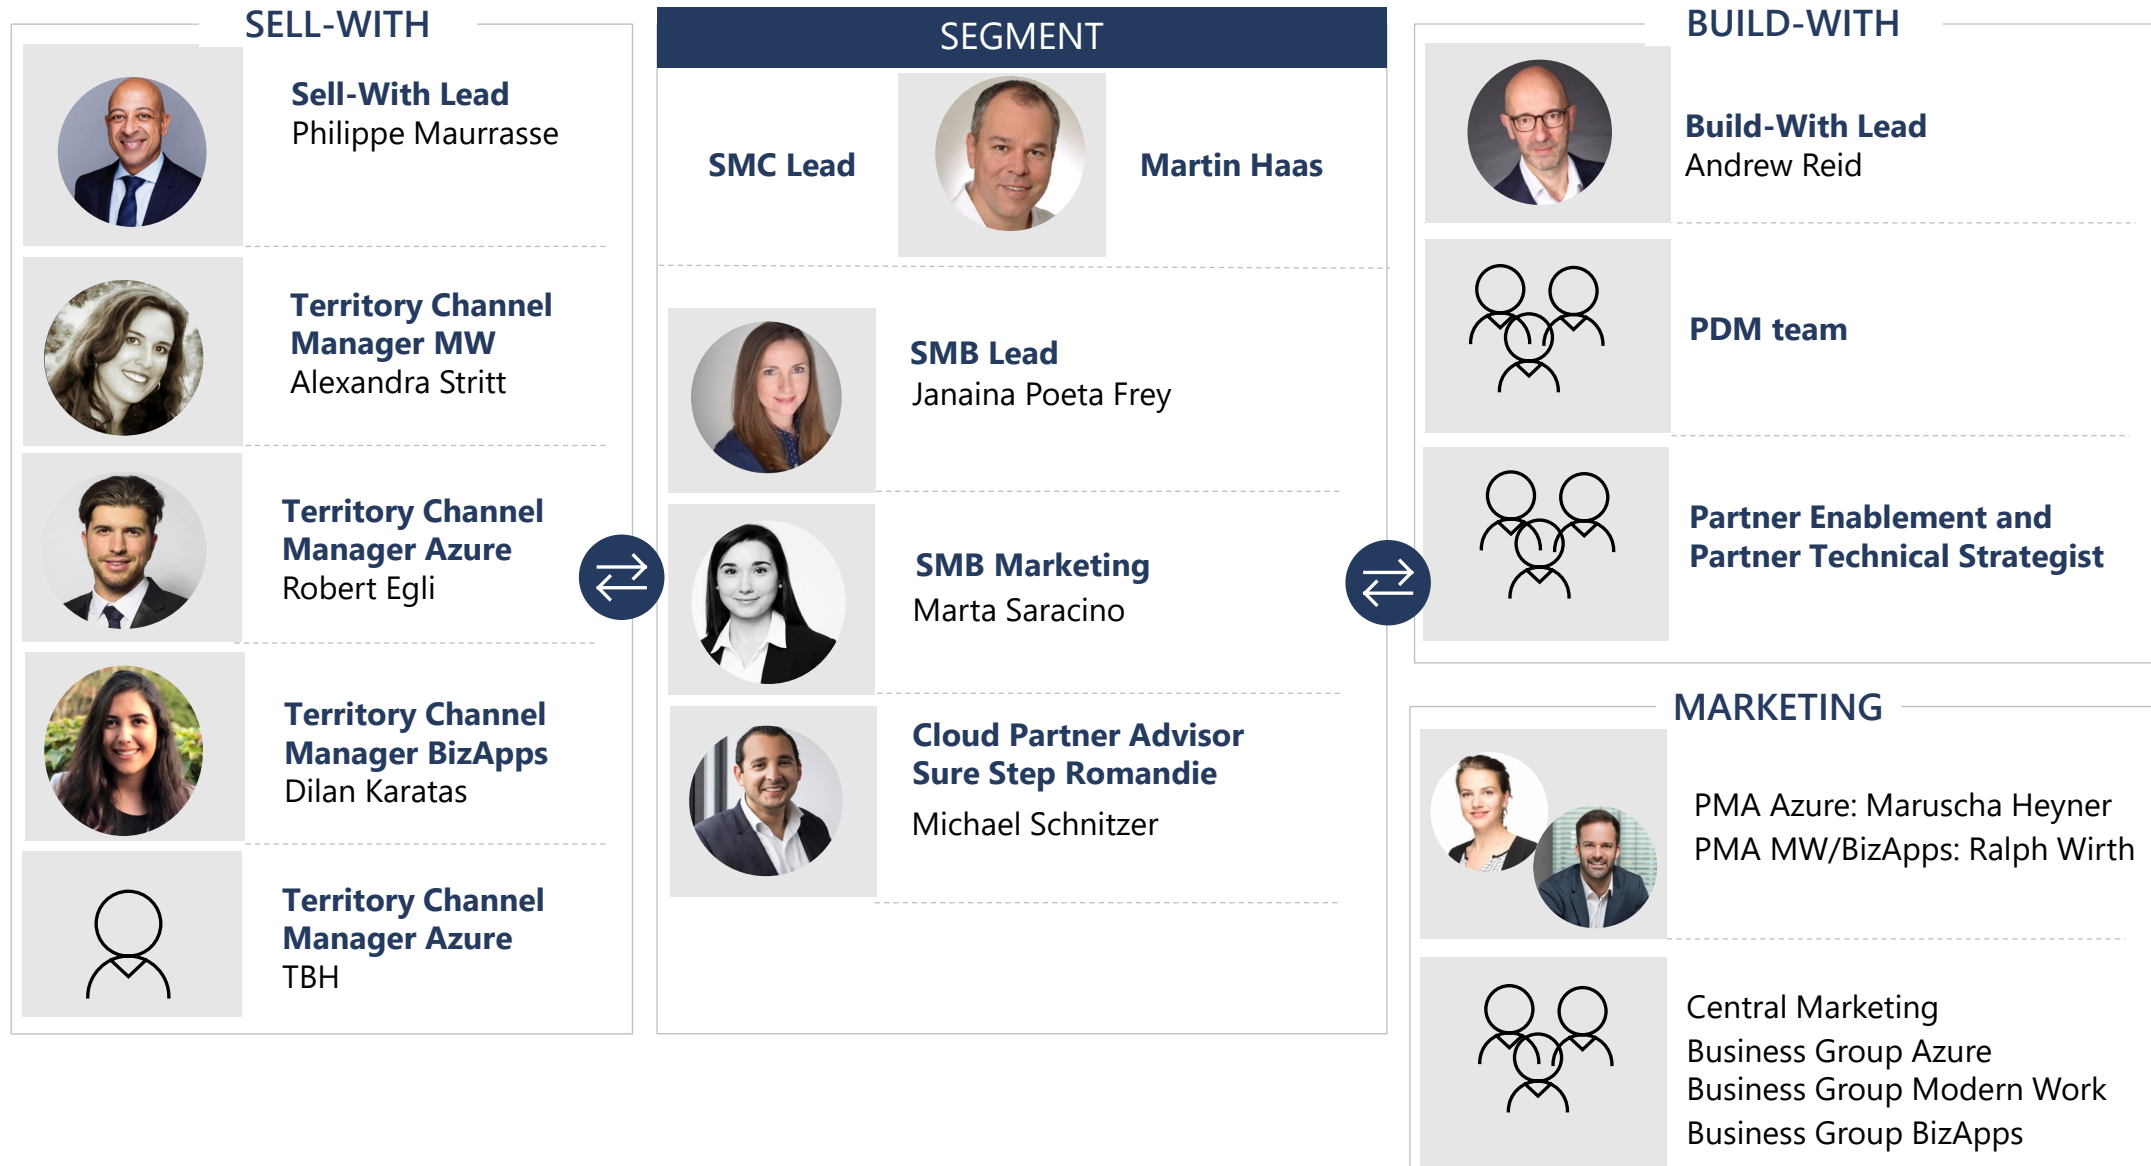 SELL-WITH
Sell-With Lead
Philippe Maurrasse
Territory Channel
Manager MW
Alexandra Stritt
Territory Channel
Manager Azure
Robert Egli
Territory Channel
Manager BizApps
Dilan Karatas
Territory Channel
Manager Azure
TBH
SEGMENT
SMC Lead
Martin Haas
SMB Lead
Janaina Poeta Frey
SMB Marketing
Marta Saracino
Cloud Partner Advisor
Sure Step Romandie
Michael Schnitzer
BUILD-WITH
Build-With Lead
Andrew Reid
PDM team
Partner Enablement and
Partner Technical Strategist
MARKETING
PMA Azure: Maruscha Heyner
PMA MW/BizApps: Ralph Wirth
Central Marketing
Business Group Azure
Business Group Modern Work
Business Group BizApps